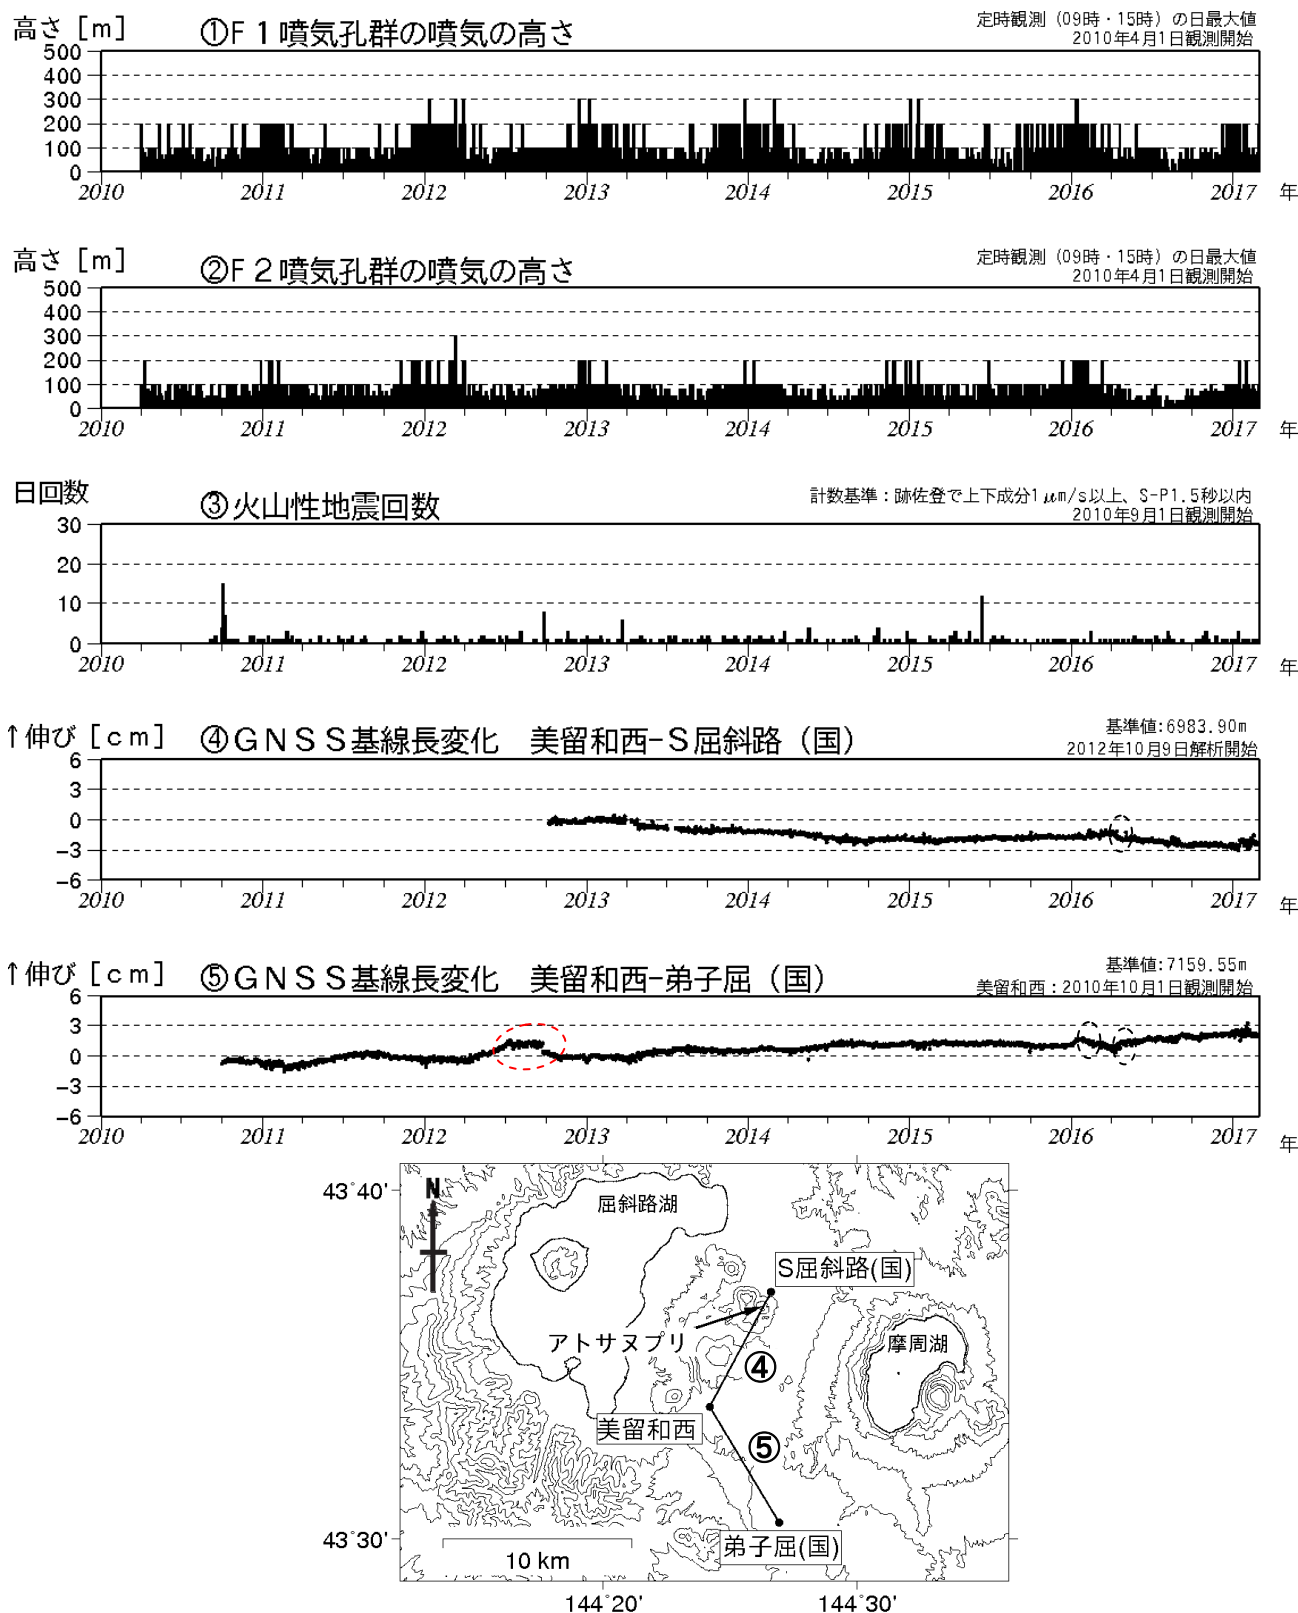 高さ [m] ①F1噴気孔群の噴気の高さ 定時観測（09時・15時）の日最大値
2010年4月1日観測開始
500
400
300
200
100
0
2010 2011 2012 2013 2014 2015 2016 2017 年
高さ [m] ②F2噴気孔群の噴気の高さ 定時観測（09時・15時）の日最大値
2010年4月1日観測開始
500
400
300
200
100
0
2010 2011 2012 2013 2014 2015 2016 2017 年
日回数 ③火山性地震回数 計数基準：跡佐登で上下成分1μm/s以上、S-P1.5秒以内
2010年9月1日観測開始
30
20
10
0
2010 2011 2012 2013 2014 2015 2016 2017 年
↑伸び [cm] ④GNSS基線長変化 美留和西-S屈斜路（国） 基準値:6983.90m
2012年10月9日解析開始
6
3
0
-3
-6
2010 2011 2012 2013 2014 2015 2016 2017 年
↑伸び [cm] ⑤GNSS基線長変化 美留和西-弟子屈（国） 基準値:7159.55m
美留和西：2010年10月1日観測開始
6
3
0
-3
-6
2010 2011 2012 2013 2014 2015 2016 2017 年
43°40'
N
屈斜路湖
S屈斜路(国)
アトサヌプリ
摩周湖
④
美留和西
⑤
43°30'
弟子屈(国)
10 km
144°20' 144°30'